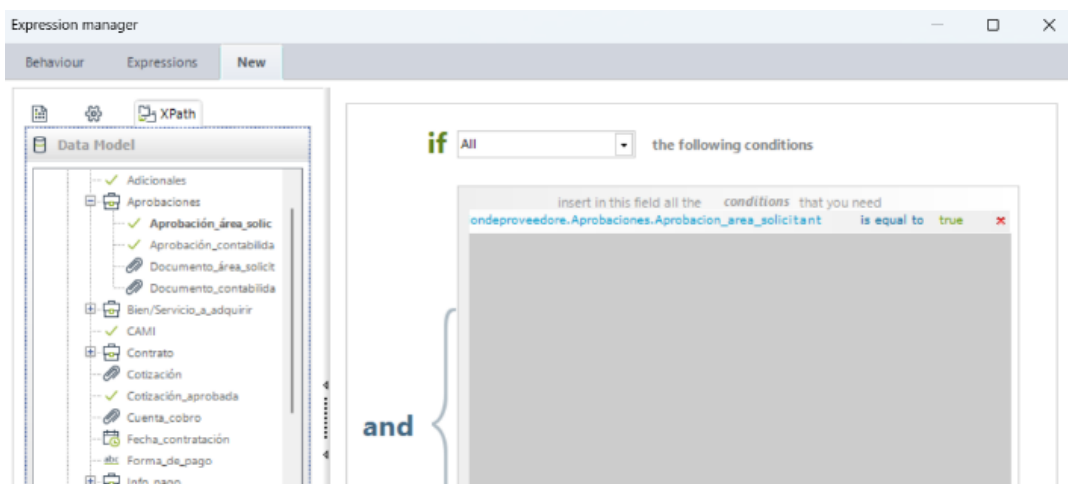 Expression manager
Behaviour Expressions New
XPath
Data Model
Adicionales
Aprobaciones
Aprobación_área_solic
Aprobación_contabilida
Documento_área_solicit
Documento_contabilida
Bien/Servicio_a_adquirir
CAMI
Contrato
Cotización
Cotización_aprobada
Cuenta_cobro
Fecha_contratación
abc Forma_de_pago
Info_pago
if All the following conditions
insert in this field all the conditions that you need
ondeproveedore.Aprobaciones.Aprobacion_area_solicitant is equal to true
and